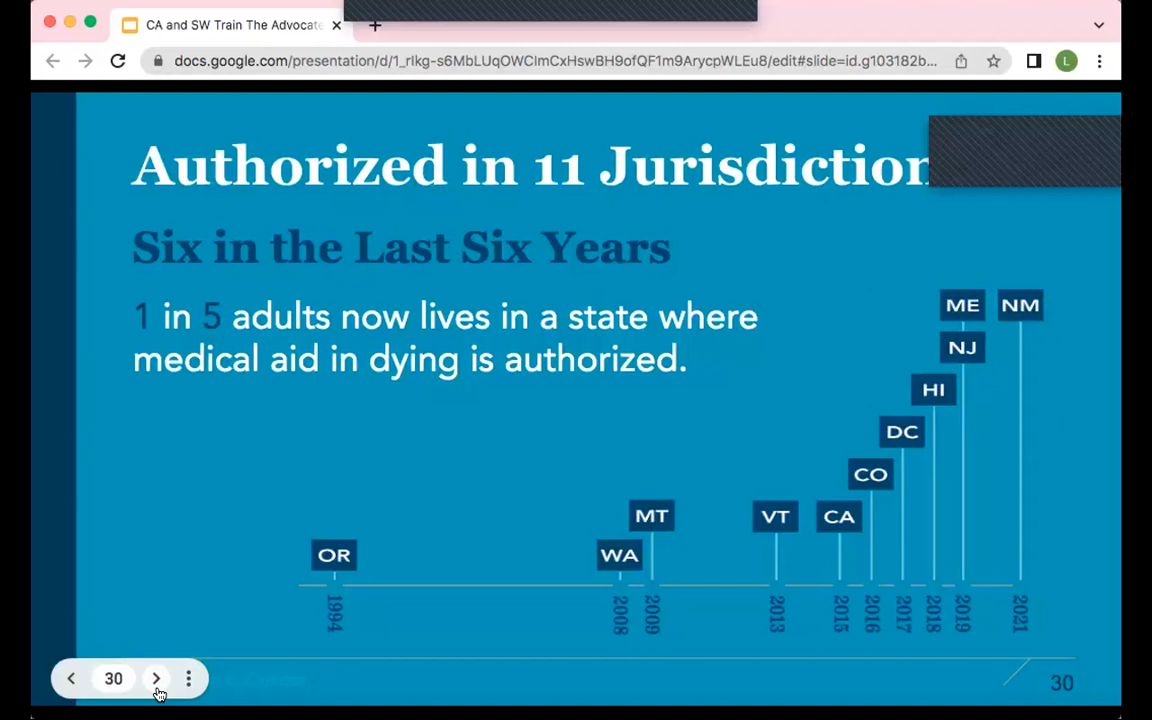 CA and SW Train The Advocate
docs.google.com/presentation/d/1_rIkg-s6MbLUqOWCImCxHswBH9ofQF1m9ArycpWLEu8/edit#slide=id.g103182b...
L
Authorized in 11 Jurisdiction
Six in the Last Six Years
1 in 5 adults now lives in a state where
medical aid in dying is authorized.
ME NM
NJ
HI
DC
CO
MT VT CA
OR WA
1994 2008 2009 2013 2015 2016 2017 2018 2019 2021
30
30